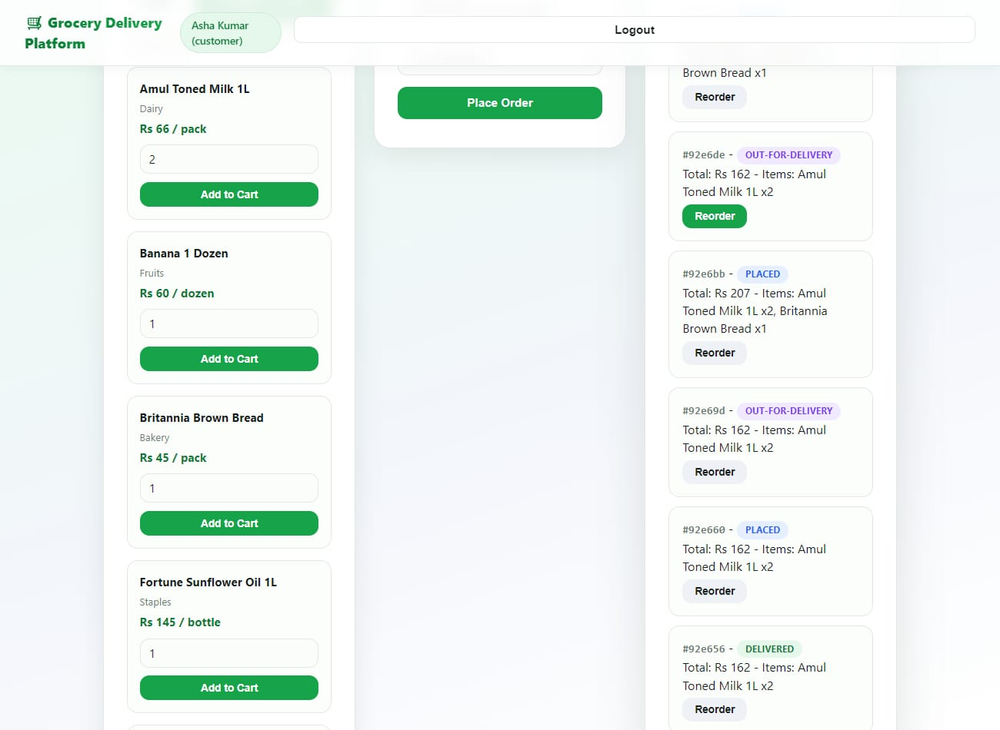 Grocery Delivery
Platform
Asha Kumar
(customer)
Logout
Amul Toned Milk 1L
Dairy
Rs 66 / pack
2
Add to Cart
Banana 1 Dozen
Fruits
Rs 60 / dozen
1
Add to Cart
Britannia Brown Bread
Bakery
Rs 45 / pack
1
Add to Cart
Fortune Sunflower Oil 1L
Staples
Rs 145 / bottle
1
Add to Cart
Place Order
Brown Bread x1
Reorder
#92e6de - OUT-FOR-DELIVERY
Total: Rs 162 - Items: Amul
Toned Milk 1L x2
Reorder
#92e6bb - PLACED
Total: Rs 207 - Items: Amul
Toned Milk 1L x2, Britannia
Brown Bread x1
Reorder
#92e69d - OUT-FOR-DELIVERY
Total: Rs 162 - Items: Amul
Toned Milk 1L x2
Reorder
#92e660 - PLACED
Total: Rs 162 - Items: Amul
Toned Milk 1L x2
Reorder
#92e656 - DELIVERED
Total: Rs 162 - Items: Amul
Toned Milk 1L x2
Reorder